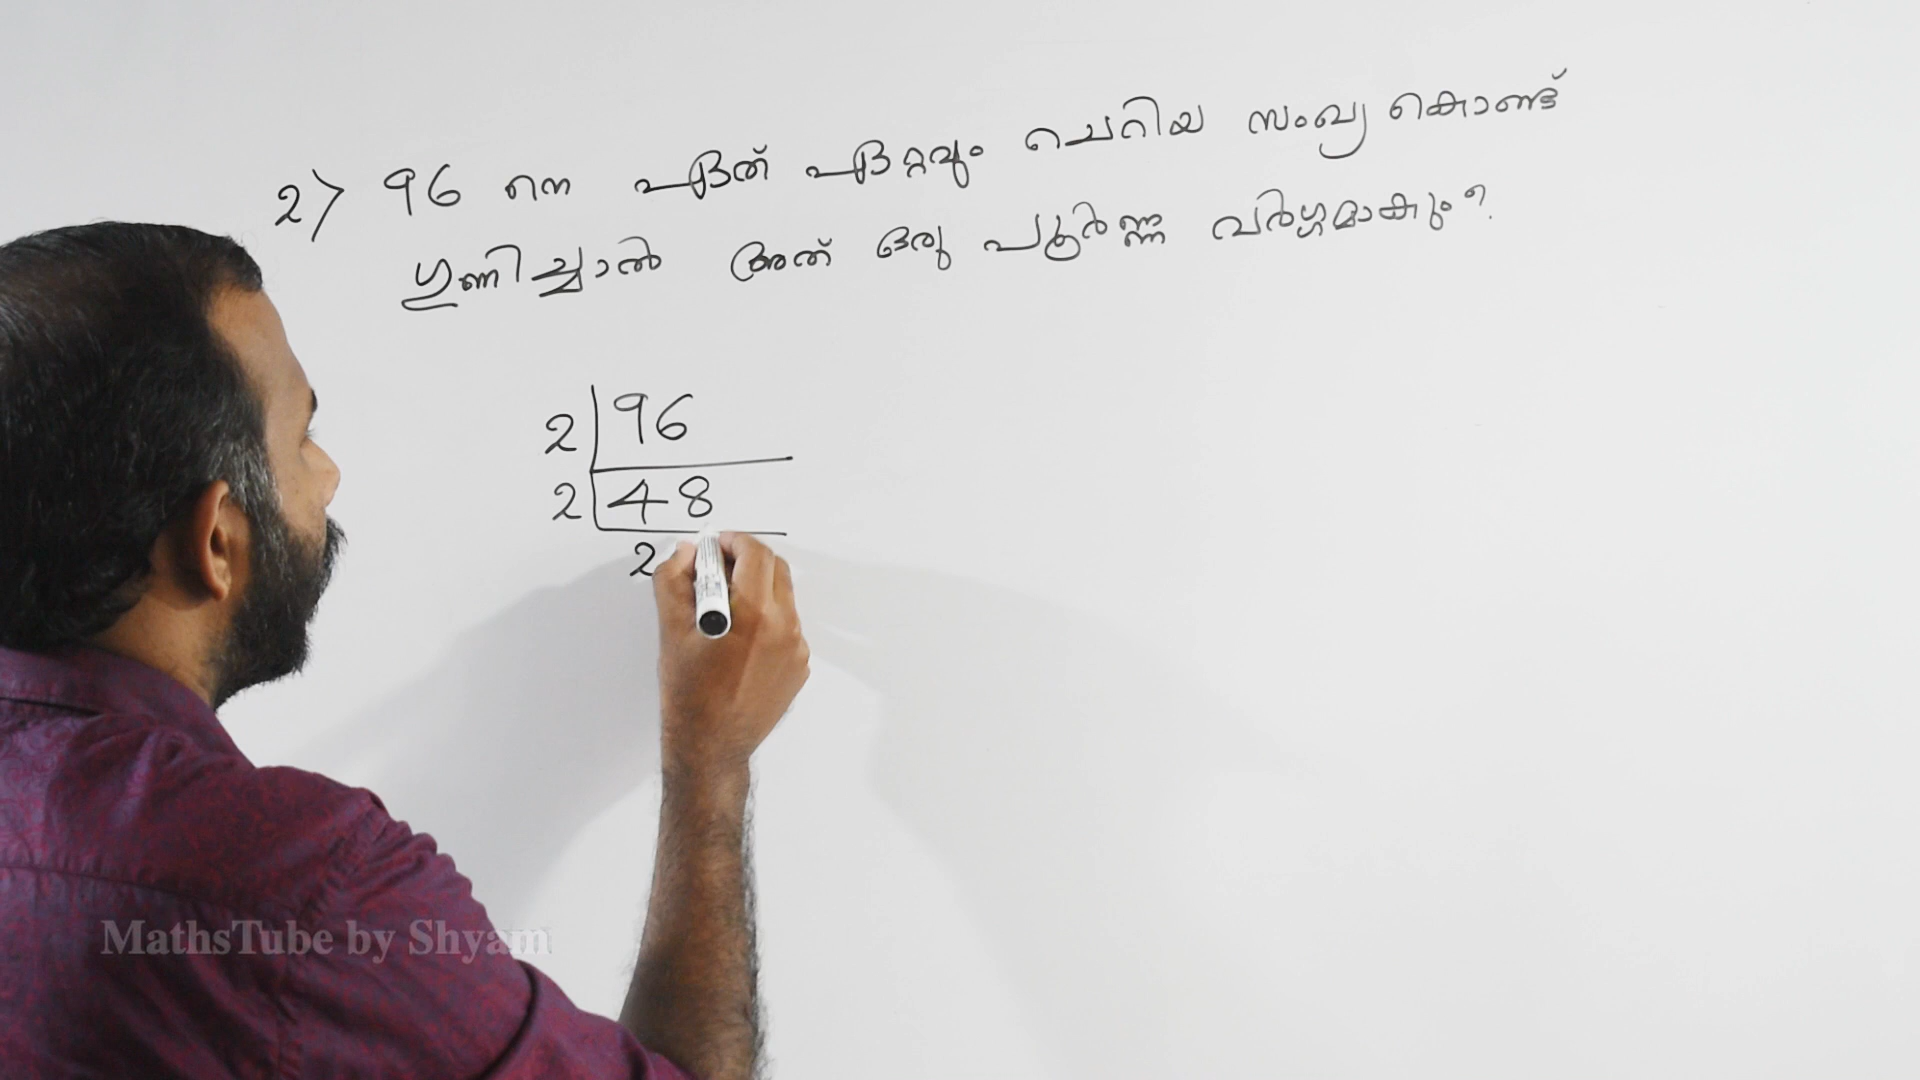 2) 96 നെ ഏത് ഏറ്റവും ചെറിയ സംഖ്യ കൊണ്ട്
ഗുണിച്ചാൽ അത് ഒരു പൂർണ്ണ വർഗ്ഗമാകും?
2 96
2 48
2
MathsTube by Shyam